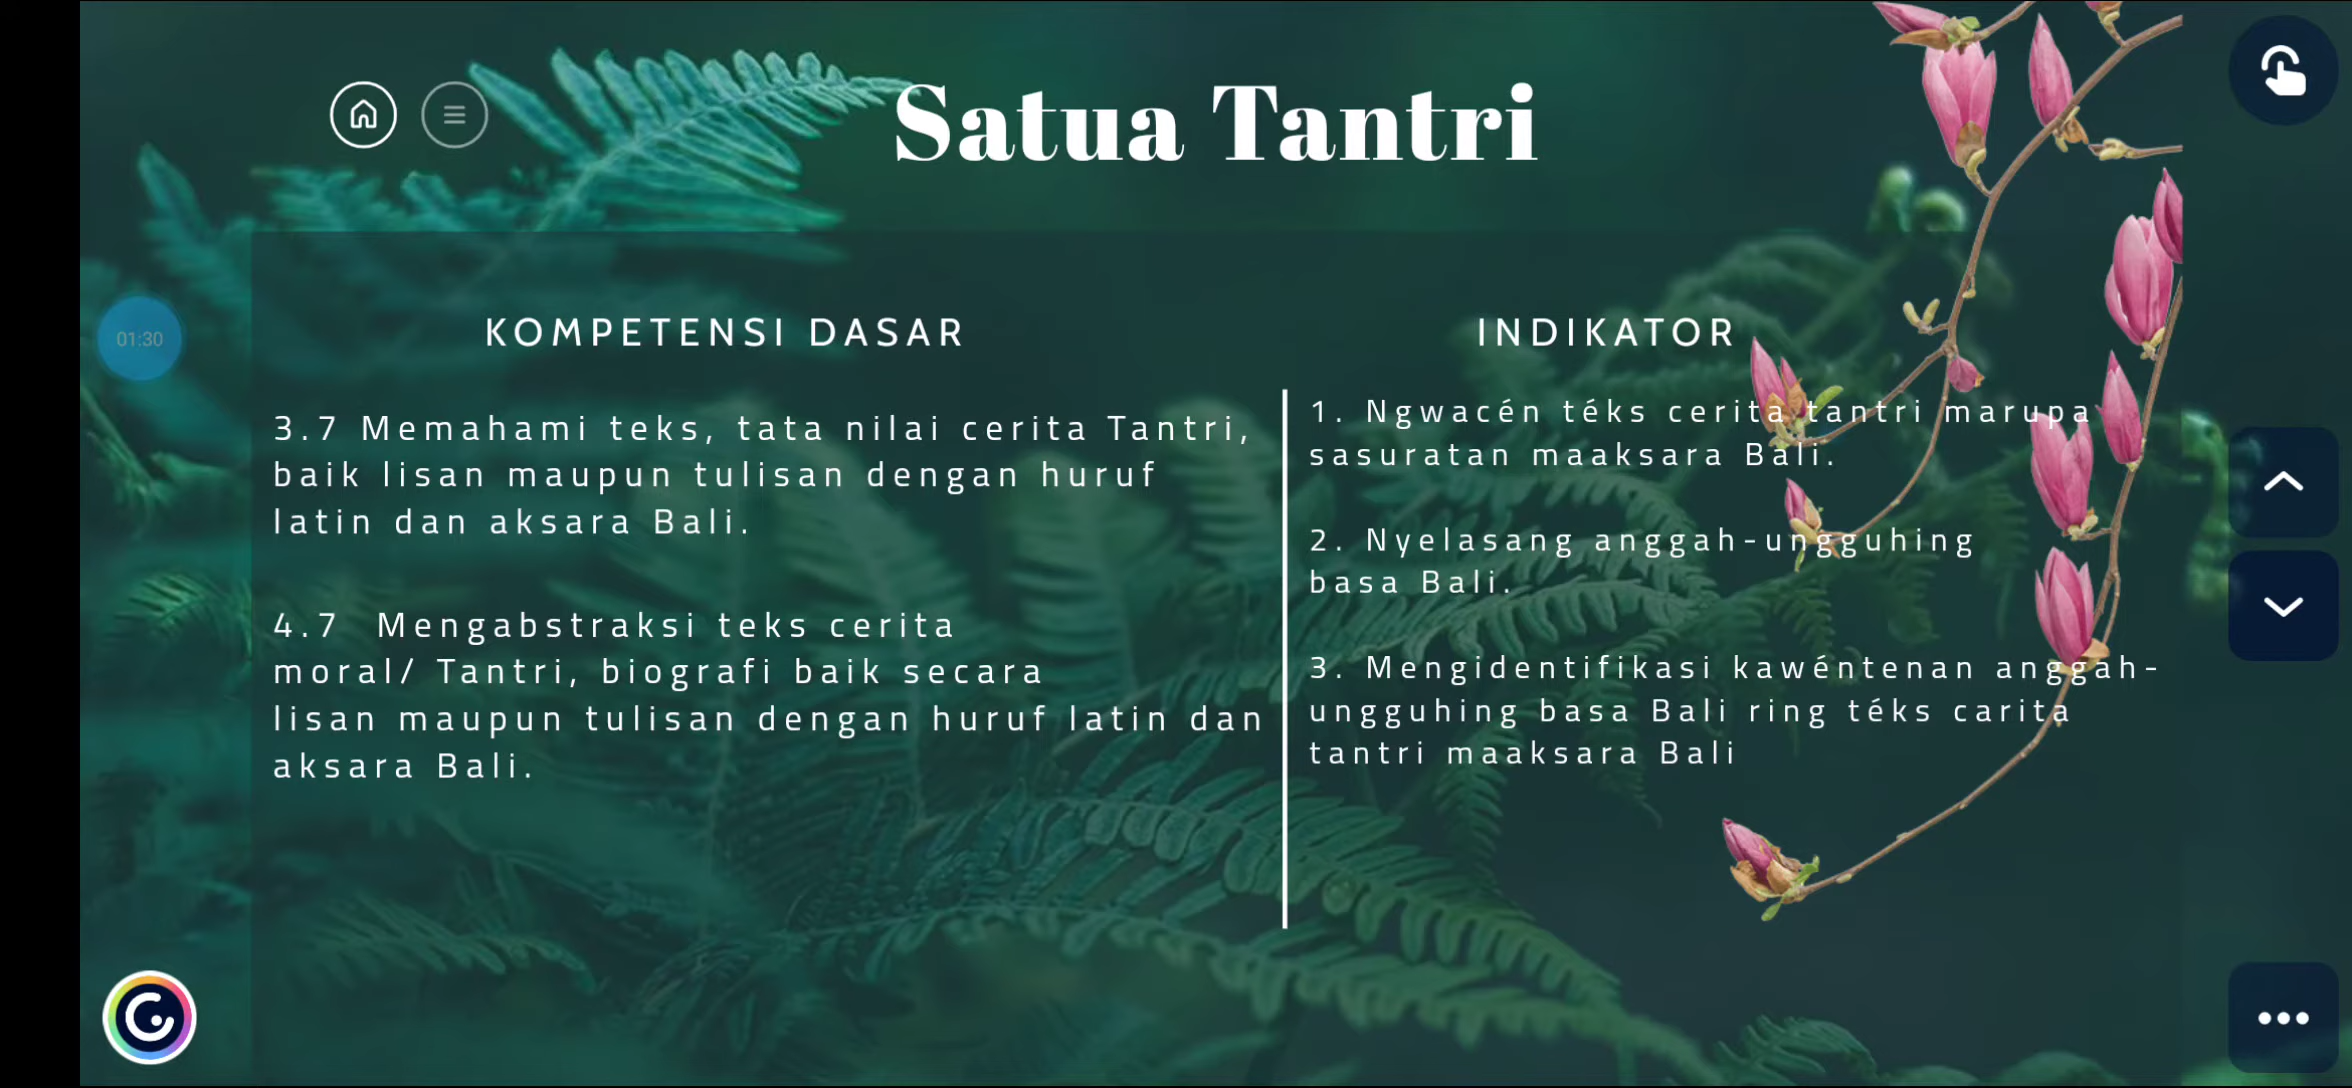 Satua Tantri
01:30
KOMPETENSI DASAR
3.7 Memahami teks, tata nilai cerita Tantri,
baik lisan maupun tulisan dengan huruf
latin dan aksara Bali.
4.7 Mengabstraksi teks cerita
moral/ Tantri, biografi baik secara
lisan maupun tulisan dengan huruf latin dan
aksara Bali.
INDIKATOR
1. Ngwacén téks cerita tantri marupa
sasuratan maaksara Bali.
2. Nyelasang anggah-ungguhing
basa Bali.
3. Mengidentifikasi kawéntenan anggah-
ungguhing basa Bali ring téks carita
tantri maaksara Bali